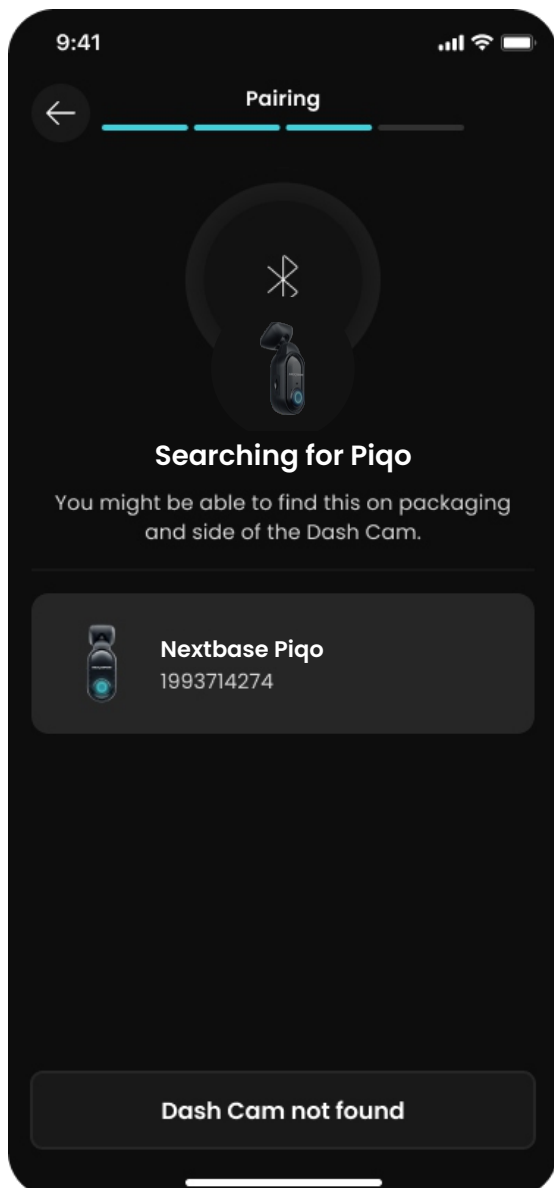 9:41
Pairing
Searching for Piqo
You might be able to find this on packaging
and side of the Dash Cam.
Nextbase Piqo
1993714274
Dash Cam not found